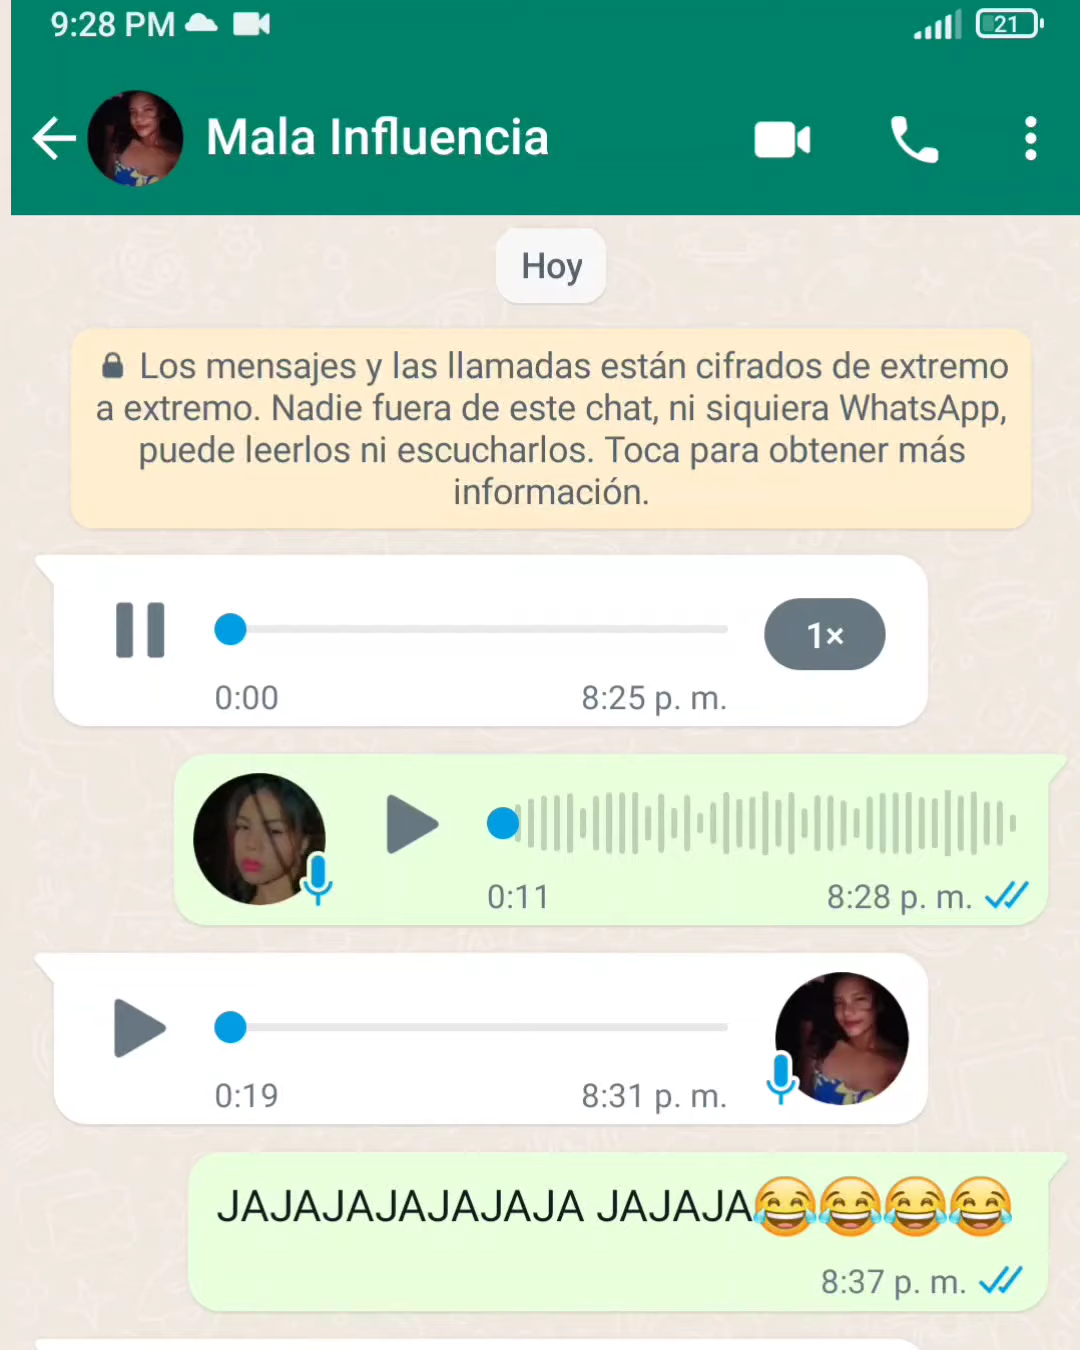 9:28 PM 21
Mala Influencia
Hoy
Los mensajes y las llamadas están cifrados de extremo
a extremo. Nadie fuera de este chat, ni siquiera WhatsApp,
puede leerlos ni escucharlos. Toca para obtener más
información.
1×
0:00 8:25 p. m.
0:11 8:28 p. m.
0:19 8:31 p. m.
JAJAJAJAJAJAJA JAJAJA😂😂😂😂
8:37 p. m.